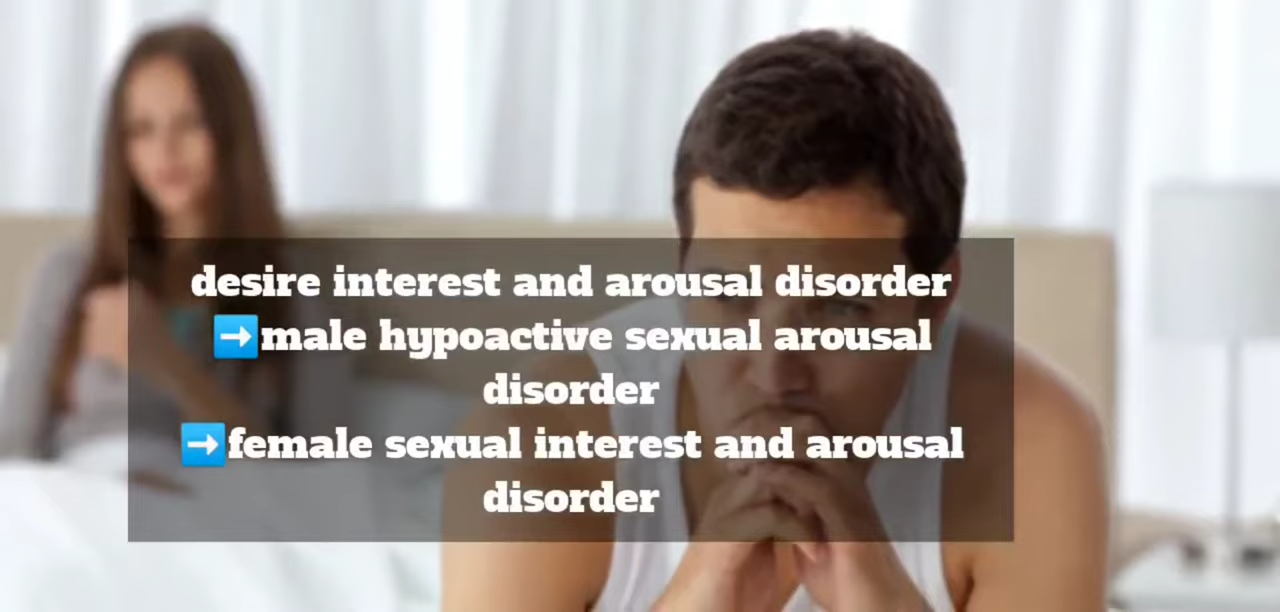 desire interest and arousal disorder
➡️male hypoactive sexual arousal
disorder
➡️female sexual interest and arousal
disorder